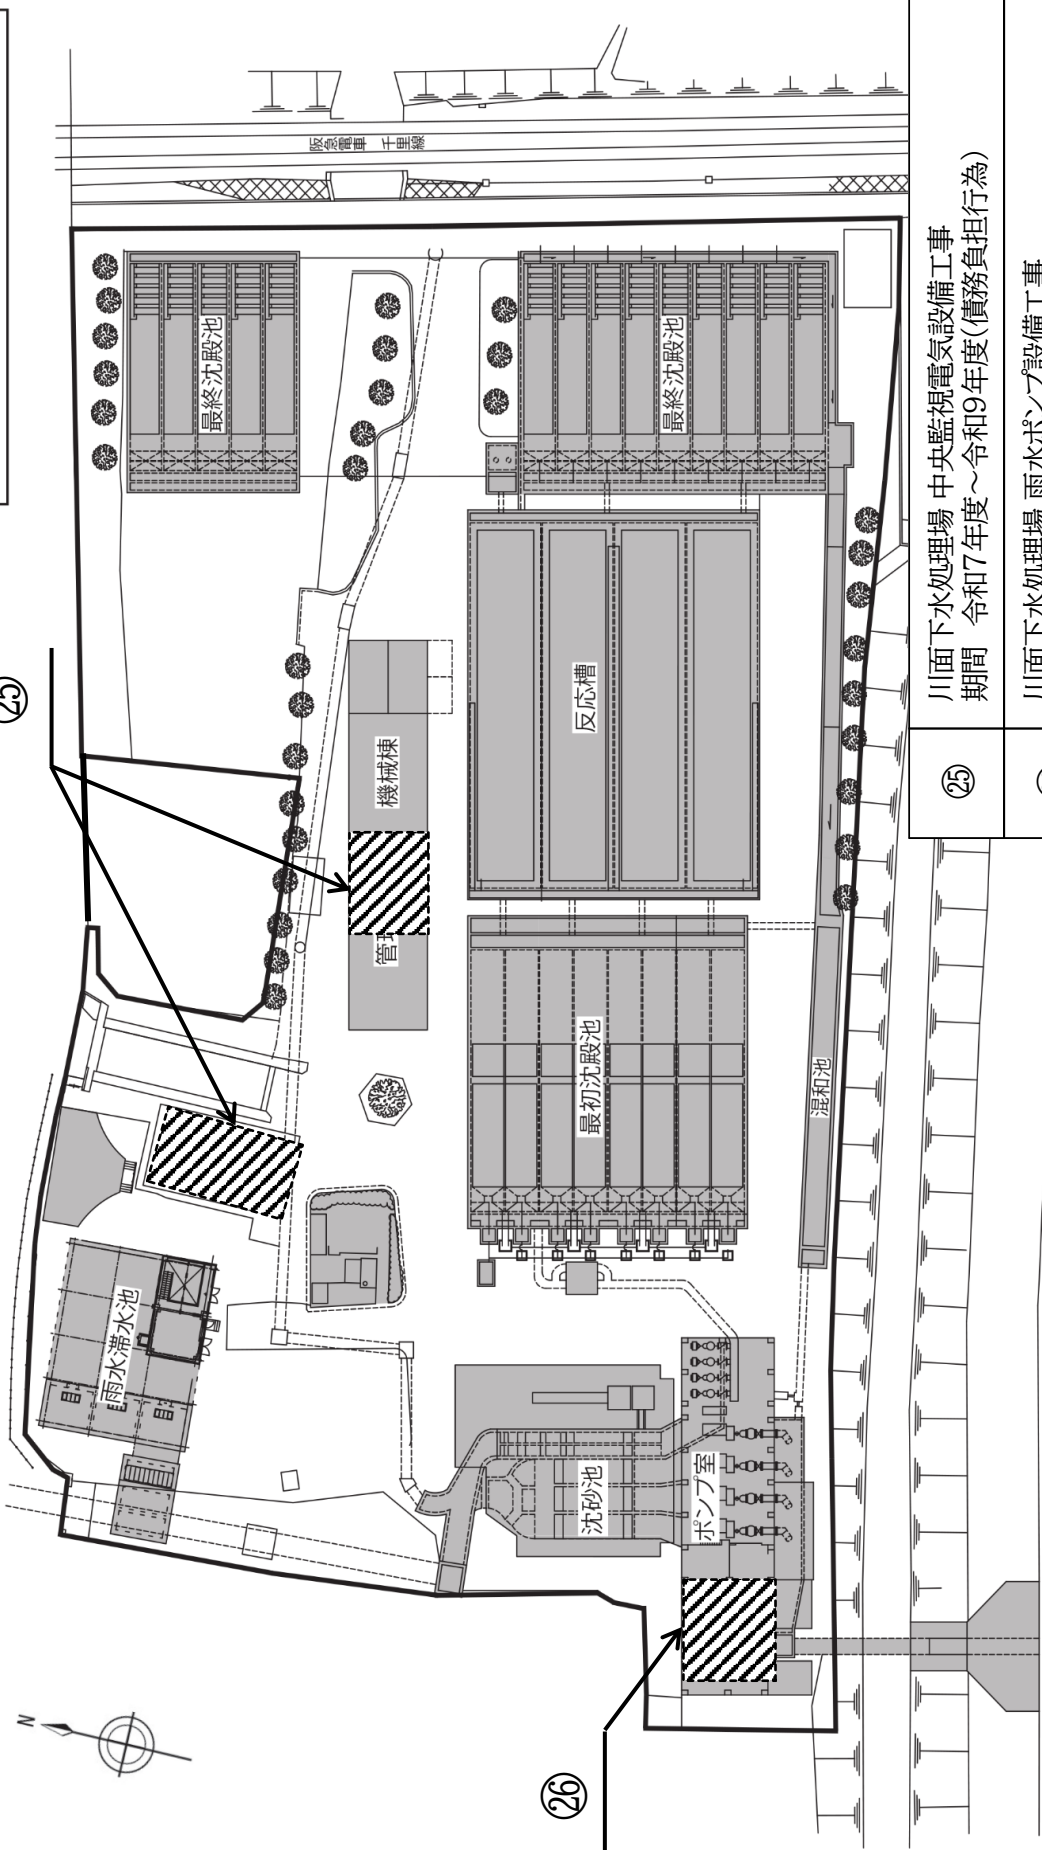 ㉕
阪急電車 千里線
最終沈殿池
最終沈殿池
機械棟
反応槽
管理
最初沈殿池
混和池
雨水滞水池
沈砂池
ポンプ室
N
㉖
㉕
川面下水処理場 中央監視電気設備工事
期間 令和7年度～令和9年度(債務負担行為)
川面下水処理場 雨水ポンプ設備工事